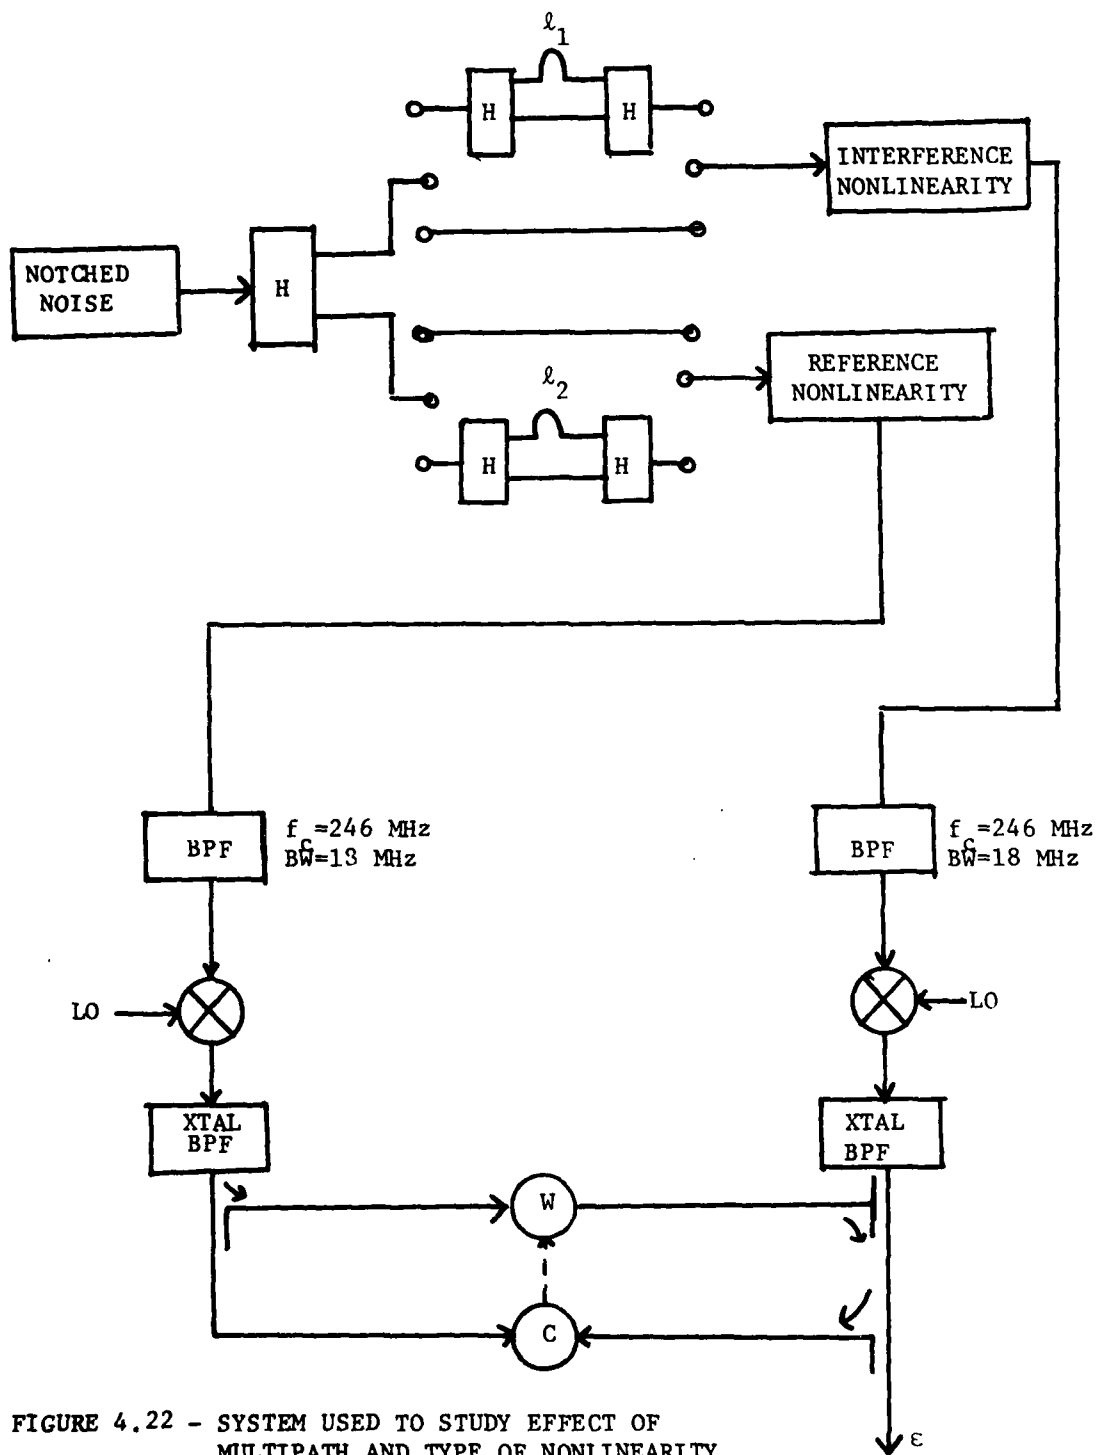 ℓ1
H H
INTERFERENCE
NONLINEARITY
NOTCHED
NOISE
H
REFERENCE
NONLINEARITY
ℓ2
H H
BPF
fc=246 MHz
BW=18 MHz
BPF
fc=246 MHz
BW=18 MHz
LO
LO
XTAL
BPF
XTAL
BPF
W
C
FIGURE 4.22 - SYSTEM USED TO STUDY EFFECT OF
MULTIPATH AND TYPE OF NONLINEARITY
ε